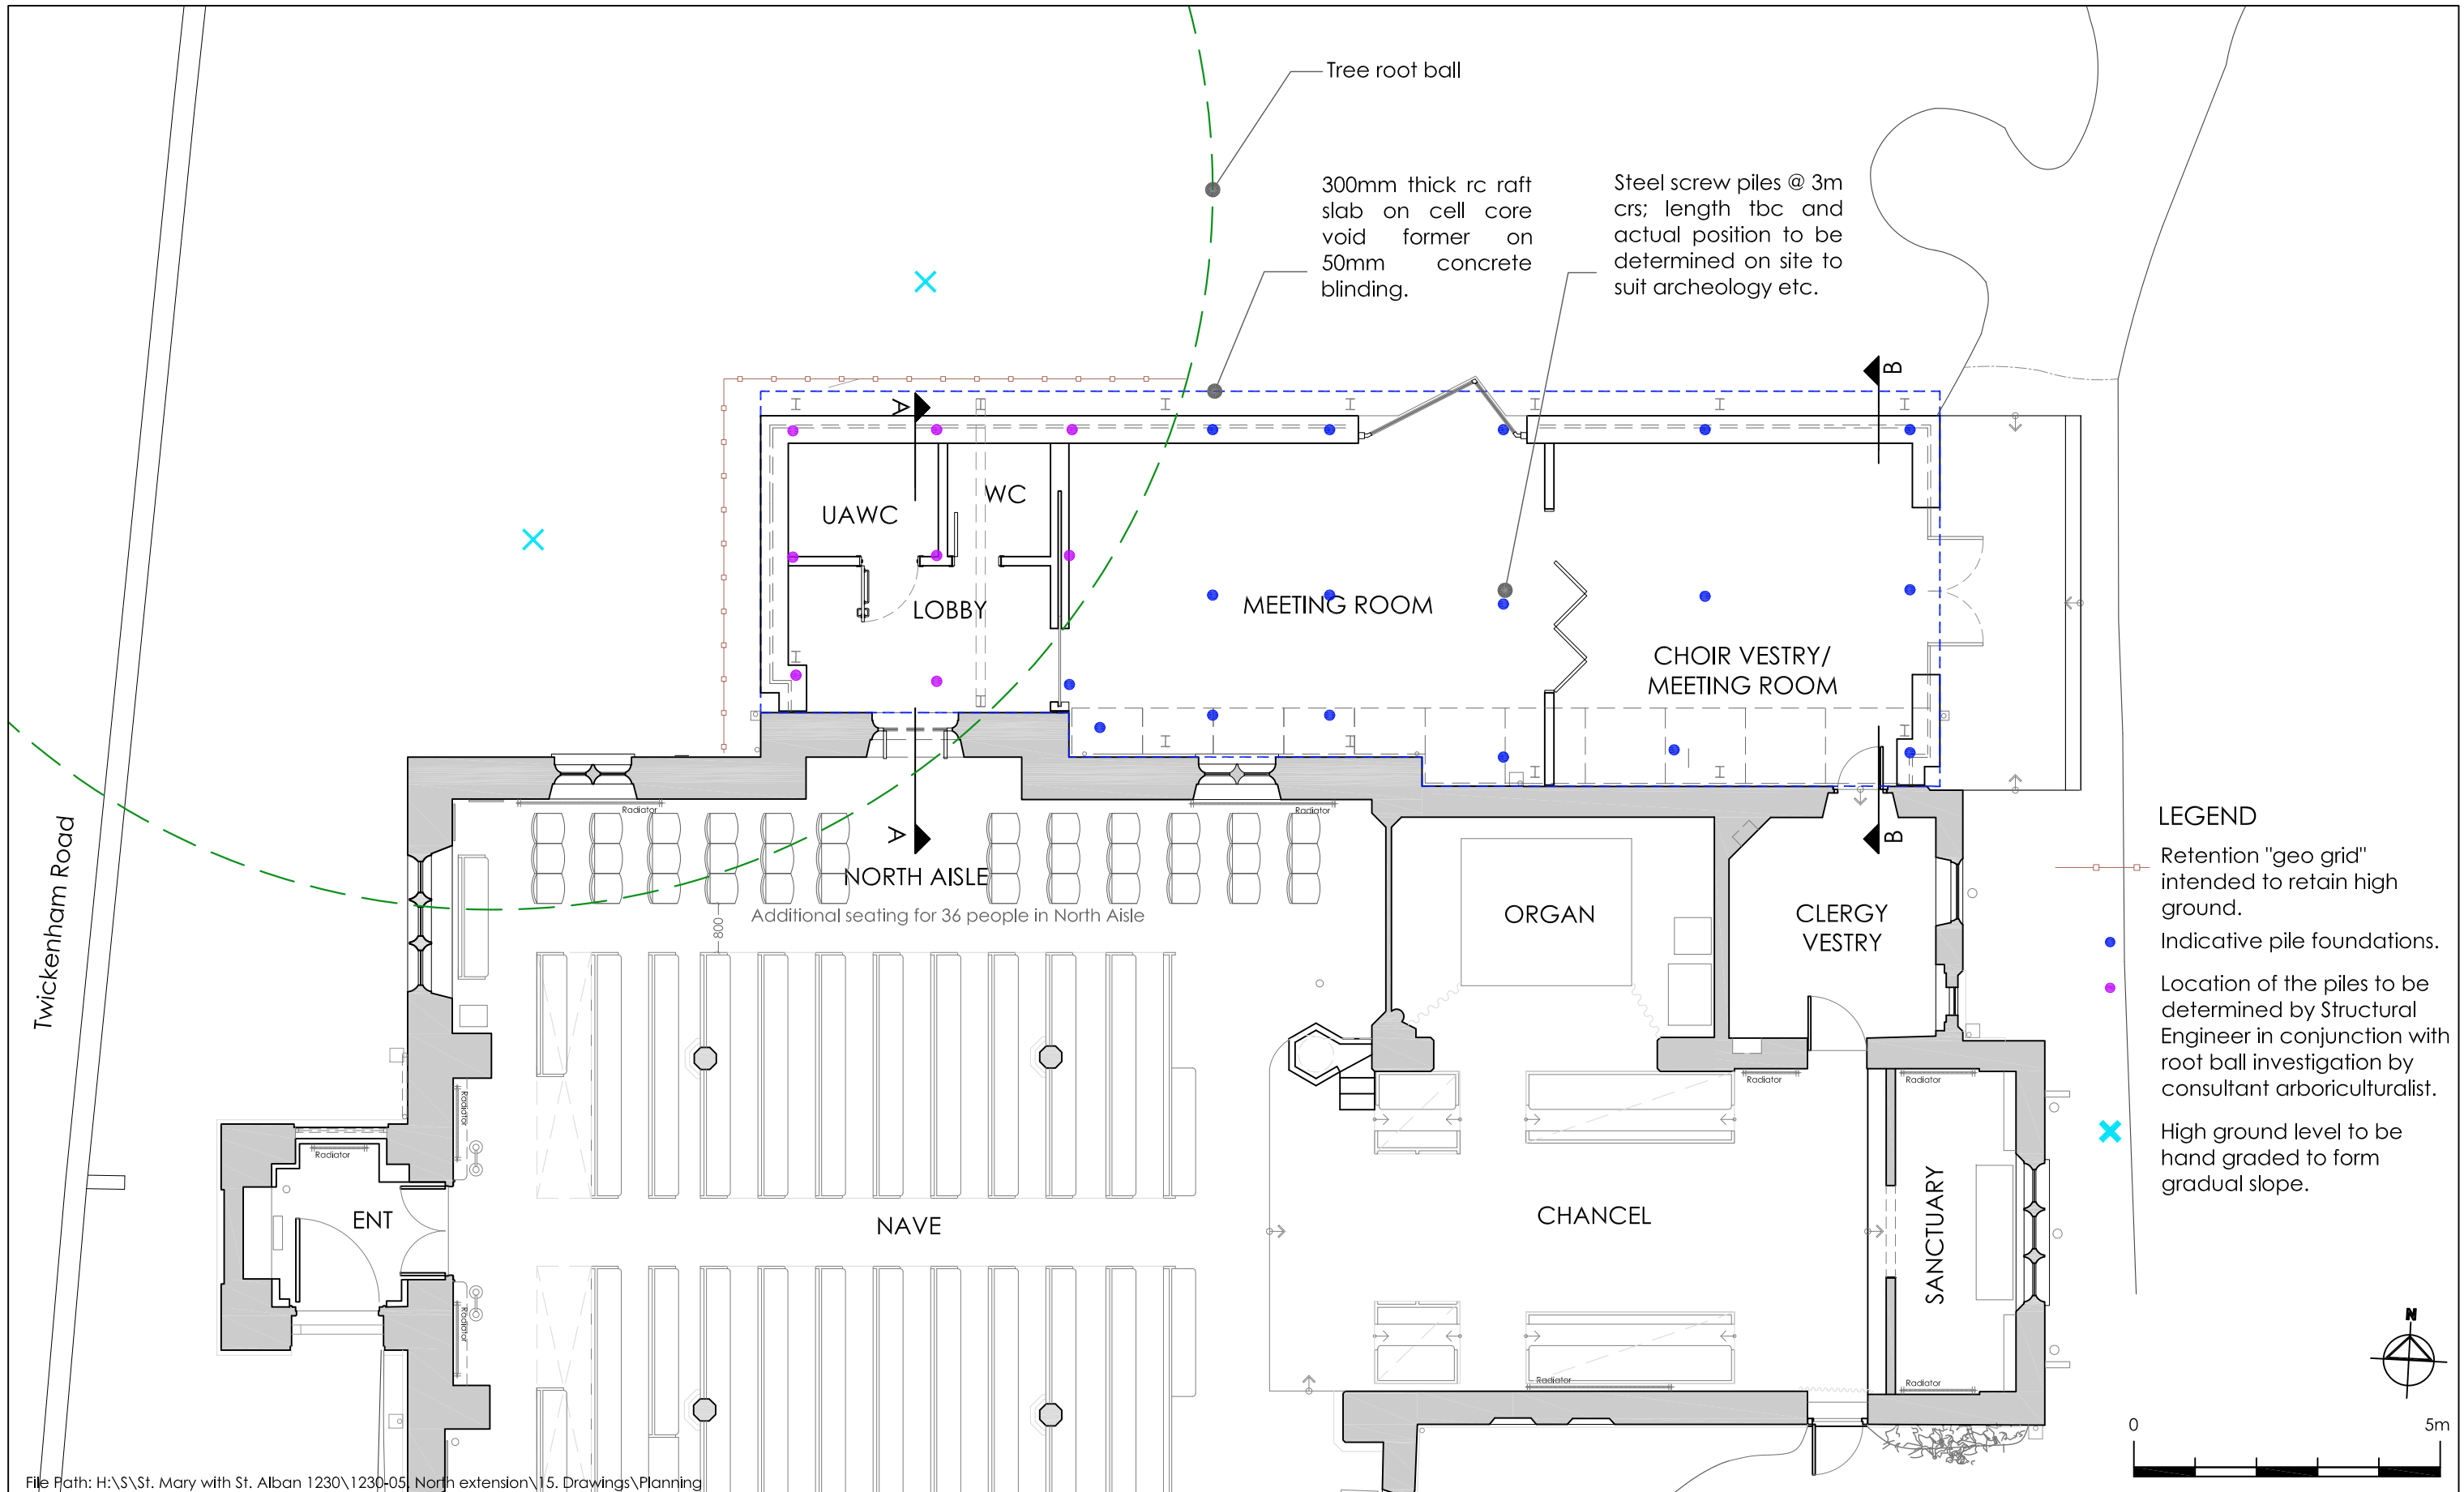 Tree root ball
300mm thick rc raft
slab on cell core
void former on
50mm concrete
blinding.
Steel screw piles @ 3m
crs; length tbc and
actual position to be
determined on site to
suit archeology etc.
B
A
WC
UAWC
LOBBY
MEETING ROOM
CHOIR VESTRY/
MEETING ROOM
Radiator
Radiator
A
B
NORTH AISLE
Additional seating for 36 people in North Aisle
800
ORGAN
CLERGY
VESTRY
Twickenham Road
LEGEND
Retention "geo grid"
intended to retain high
ground.
Indicative pile foundations.
Location of the piles to be
determined by Structural
Engineer in conjunction with
root ball investigation by
consultant arboriculturalist.
High ground level to be
hand graded to form
gradual slope.
Radiator
Radiator
Radiator
Radiator
ENT
NAVE
CHANCEL
SANCTUARY
Radiator
Radiator
Radiator
N
0 5m
File Path: H:\S\St. Mary with St. Alban 1230\1230-05. North extension\15. Drawings\Planning